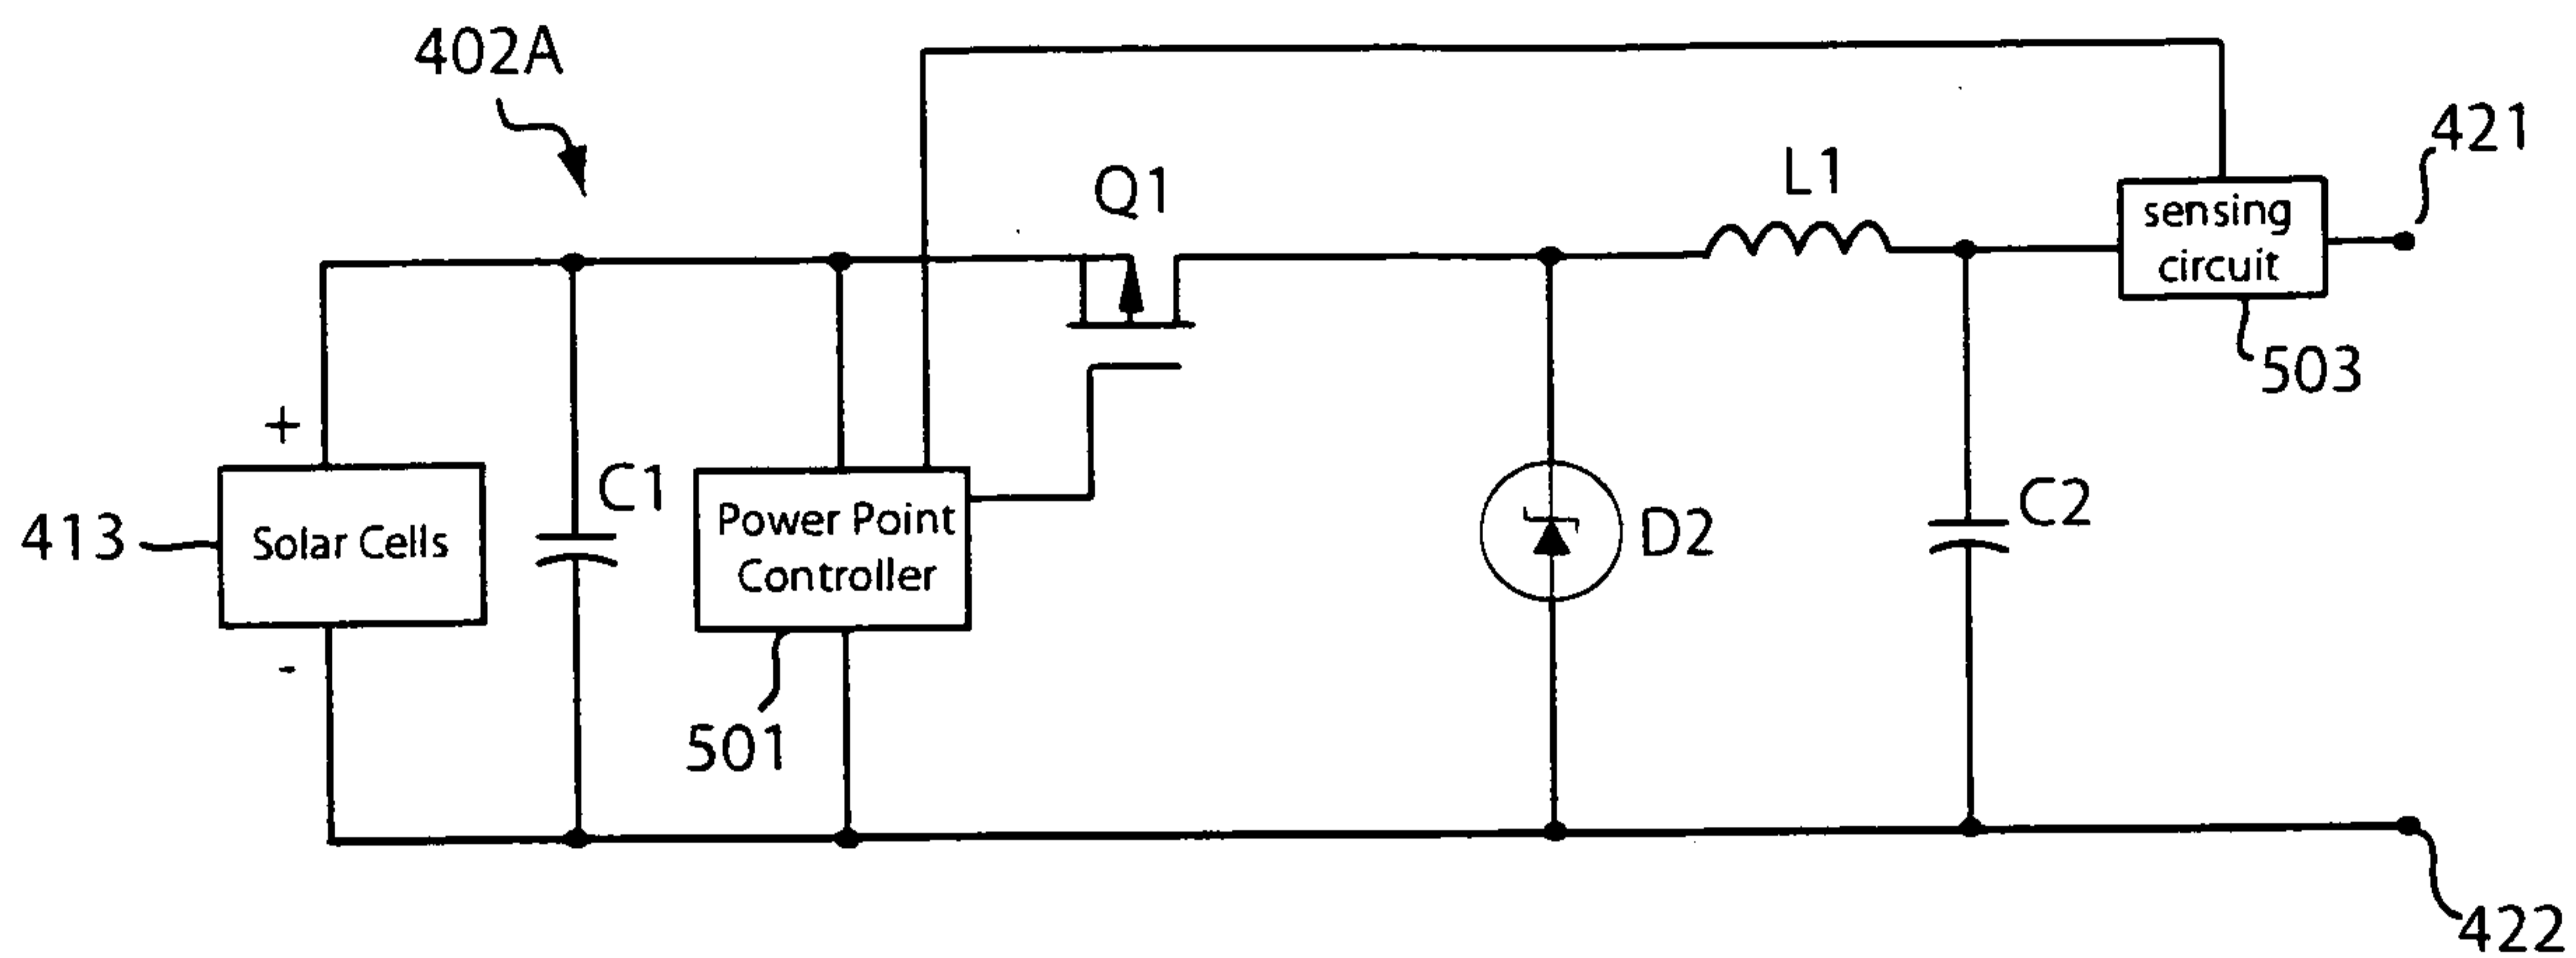 402A
421
Q1
L1
sensing
circuit
503
+
C1
C2
413
Solar Cells
Power Point
Controller
D2
-
501
422